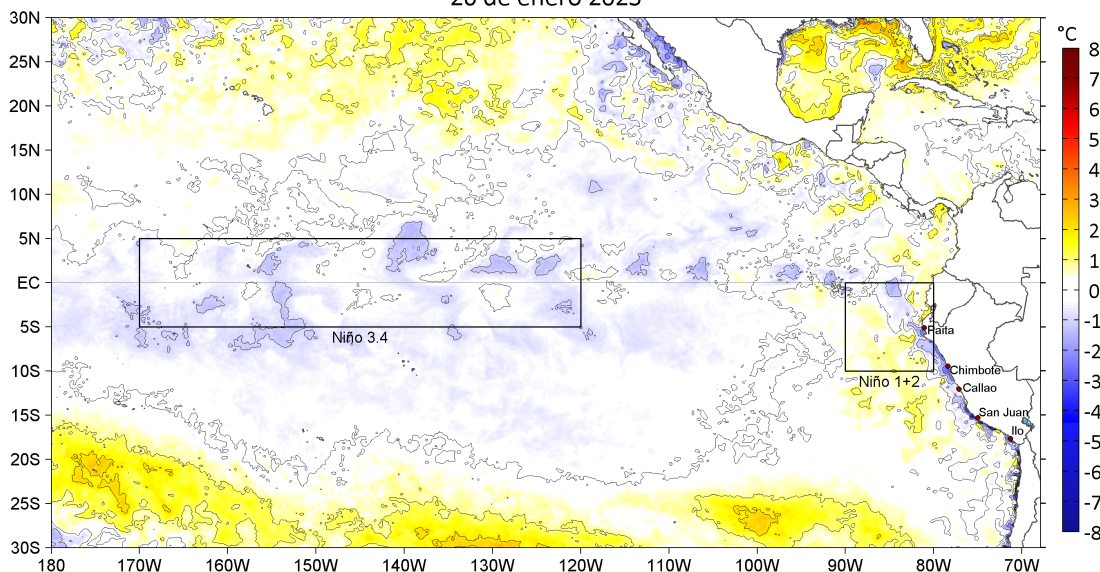 20 de enero 2023
30N
25N
20N
15N
10N
5N
EC
5S
10S
15S
20S
25S
30S
180
170W
160W
150W
140W
130W
120W
110W
100W
90W
80W
70W
Niño 3.4
Niño 1+2
Paita
Chimbote
Callao
San Juan
Ilo
°C
8
7
6
5
4
3
2
1
0
-1
-2
-3
-4
-5
-6
-7
-8